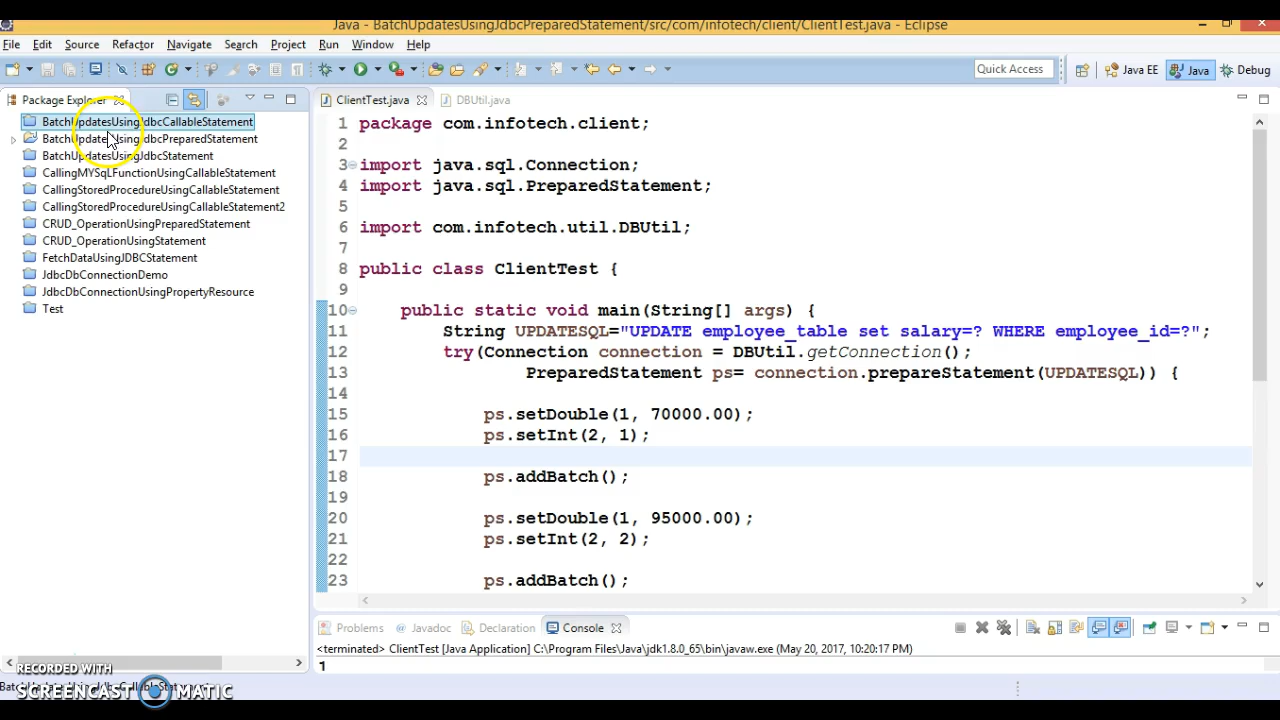 Java - BatchUpdatesUsingJdbcPreparedStatement/src/com/infotech/client/ClientTest.java - Eclipse
File Edit Source Refactor Navigate Search Project Run Window Help
Quick Access Java EE Java Debug
Package Explorer
BatchUpdatesUsingJdbcCallableStatement
BatchUpdatesUsingJdbcPreparedStatement
BatchUpdatesUsingJdbcStatement
CallingMYSqLFunctionUsingCallableStatement
CallingStoredProcedureUsingCallableStatement
CallingStoredProcedureUsingCallableStatement2
CRUD_OperationUsingPreparedStatement
CRUD_OperationUsingStatement
FetchDataUsingJDBCStatement
JdbcDbConnectionDemo
JdbcDbConnectionUsingPropertyResource
Test
ClientTest.java DBUtil.java
1 package com.infotech.client;
2
3 import java.sql.Connection;
4 import java.sql.PreparedStatement;
5
6 import com.infotech.util.DBUtil;
7
8 public class ClientTest {
9
10 public static void main(String[] args) {
11 String UPDATESQL="UPDATE employee_table set salary=? WHERE employee_id=?";
12 try(Connection connection = DBUtil.getConnection();
13 PreparedStatement ps= connection.prepareStatement(UPDATESQL)) {
14
15 ps.setDouble(1, 70000.00);
16 ps.setInt(2, 1);
17
18 ps.addBatch();
19
20 ps.setDouble(1, 95000.00);
21 ps.setInt(2, 2);
22
23 ps.addBatch();
Problems Javadoc Declaration Console
<terminated> ClientTest [Java Application] C:\Program Files\Java\jdk1.8.0_65\bin\javaw.exe (May 20, 2017, 10:20:17 PM)
1
RECORDED WITH
SCREENCAST MATIC